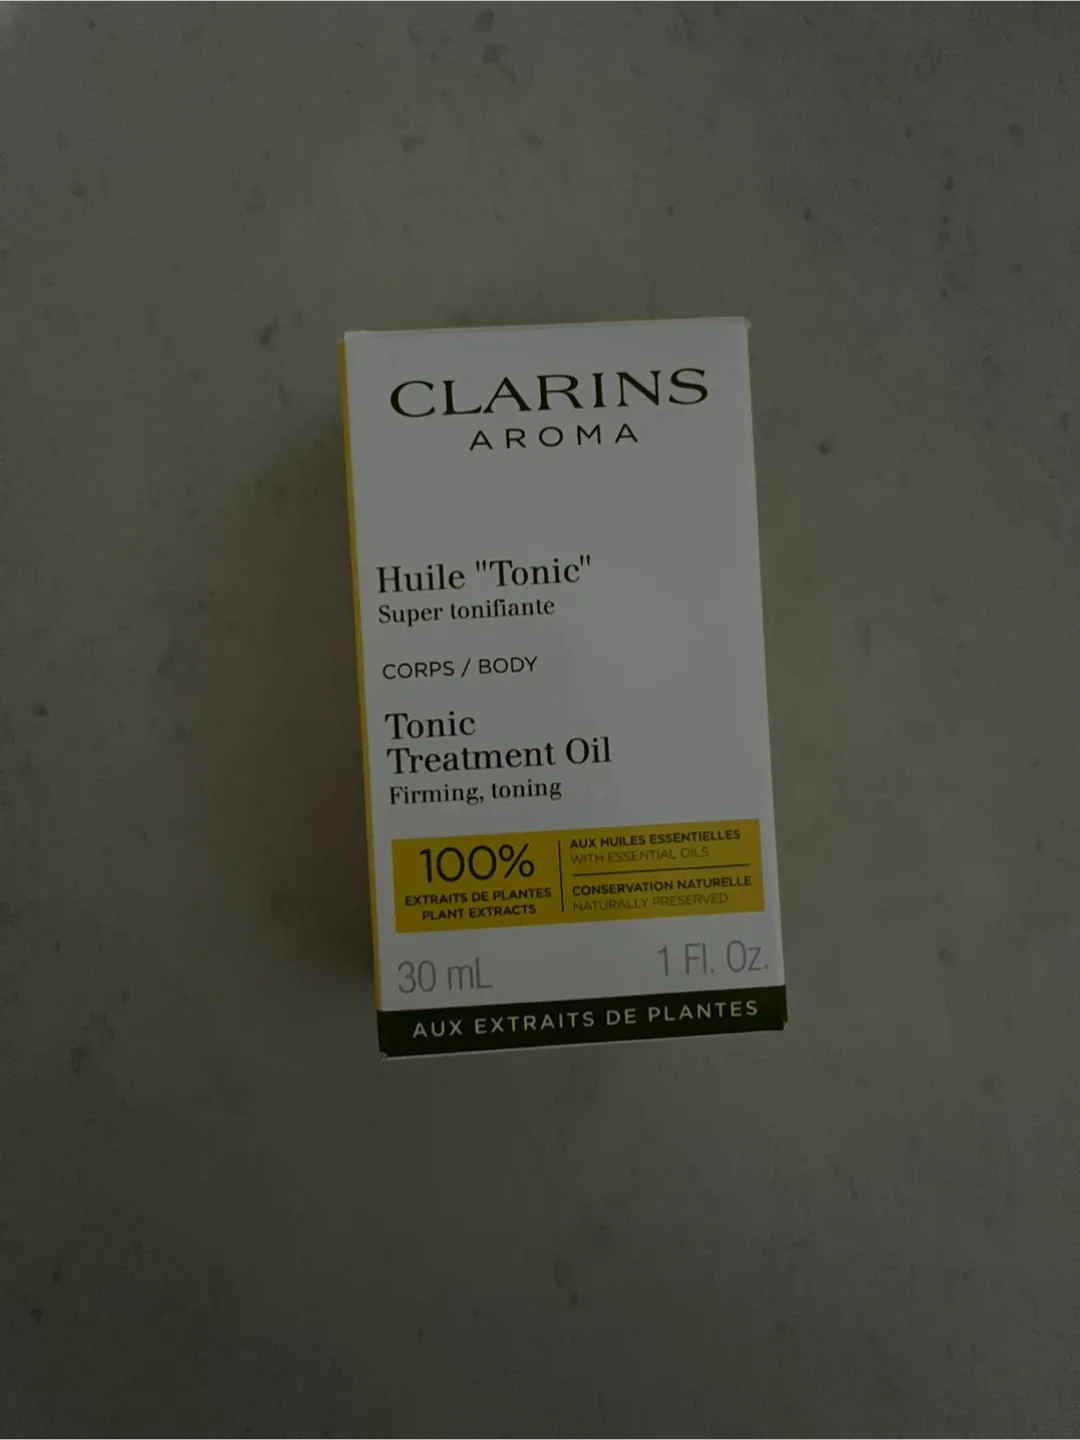 CLARINS
AROMA
Huile "Tonic"
Super tonifiante
CORPS / BODY
Tonic
Treatment Oil
Firming, toning
100%
EXTRAITS DE PLANTES
PLANT EXTRACTS
AUX HUILES ESSENTIELLES
WITH ESSENTIAL OILS
CONSERVATION NATURELLE
NATURALLY PRESERVED
30 mL
1 Fl. Oz.
AUX EXTRAITS DE PLANTES